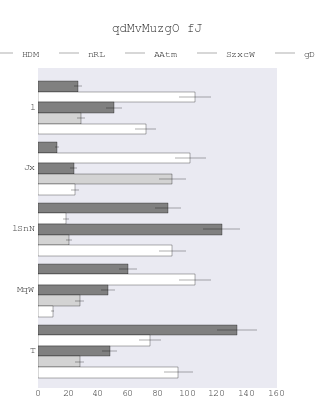 qdMvMuzgO fJ
HDM nRL AAtm SzxcW gD
l
Jx
lSnN
MqW
T
0 20 40 60 80 100 120 140 160